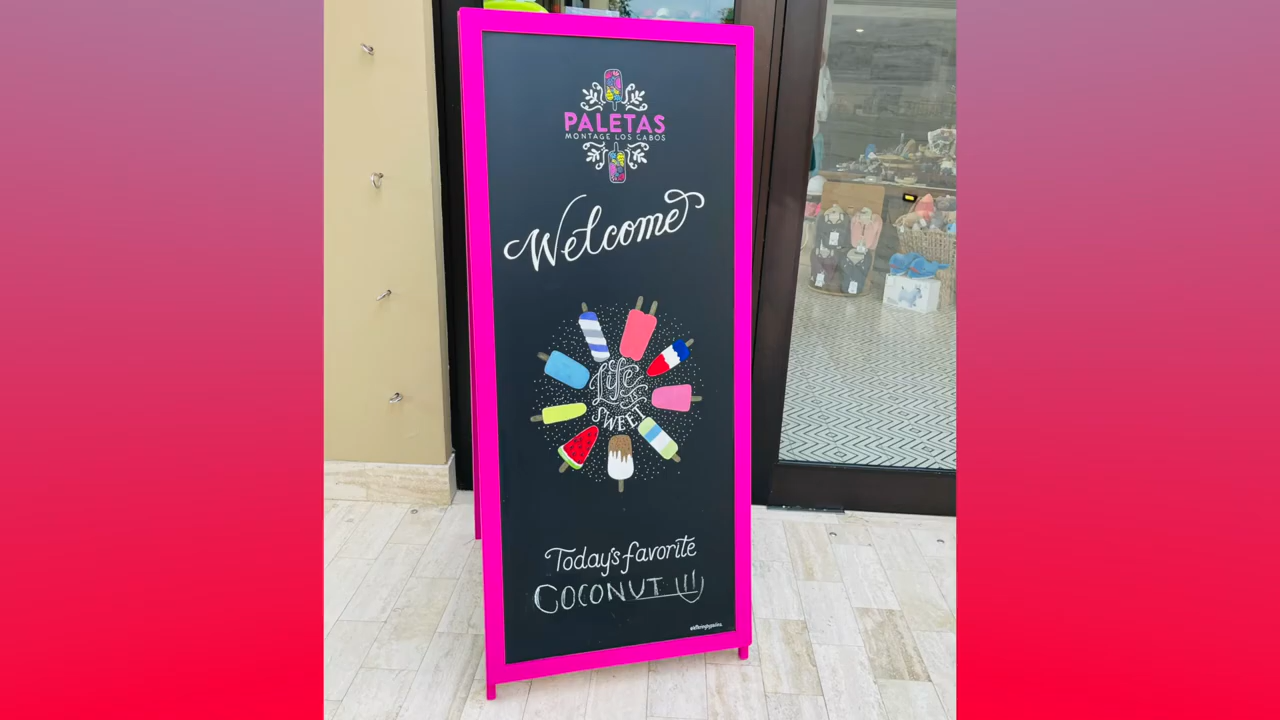 PALETAS
MONTAGE LOS CABOS
Welcome
Life
is
SWEET
Today's favorite
COCONUT !!!